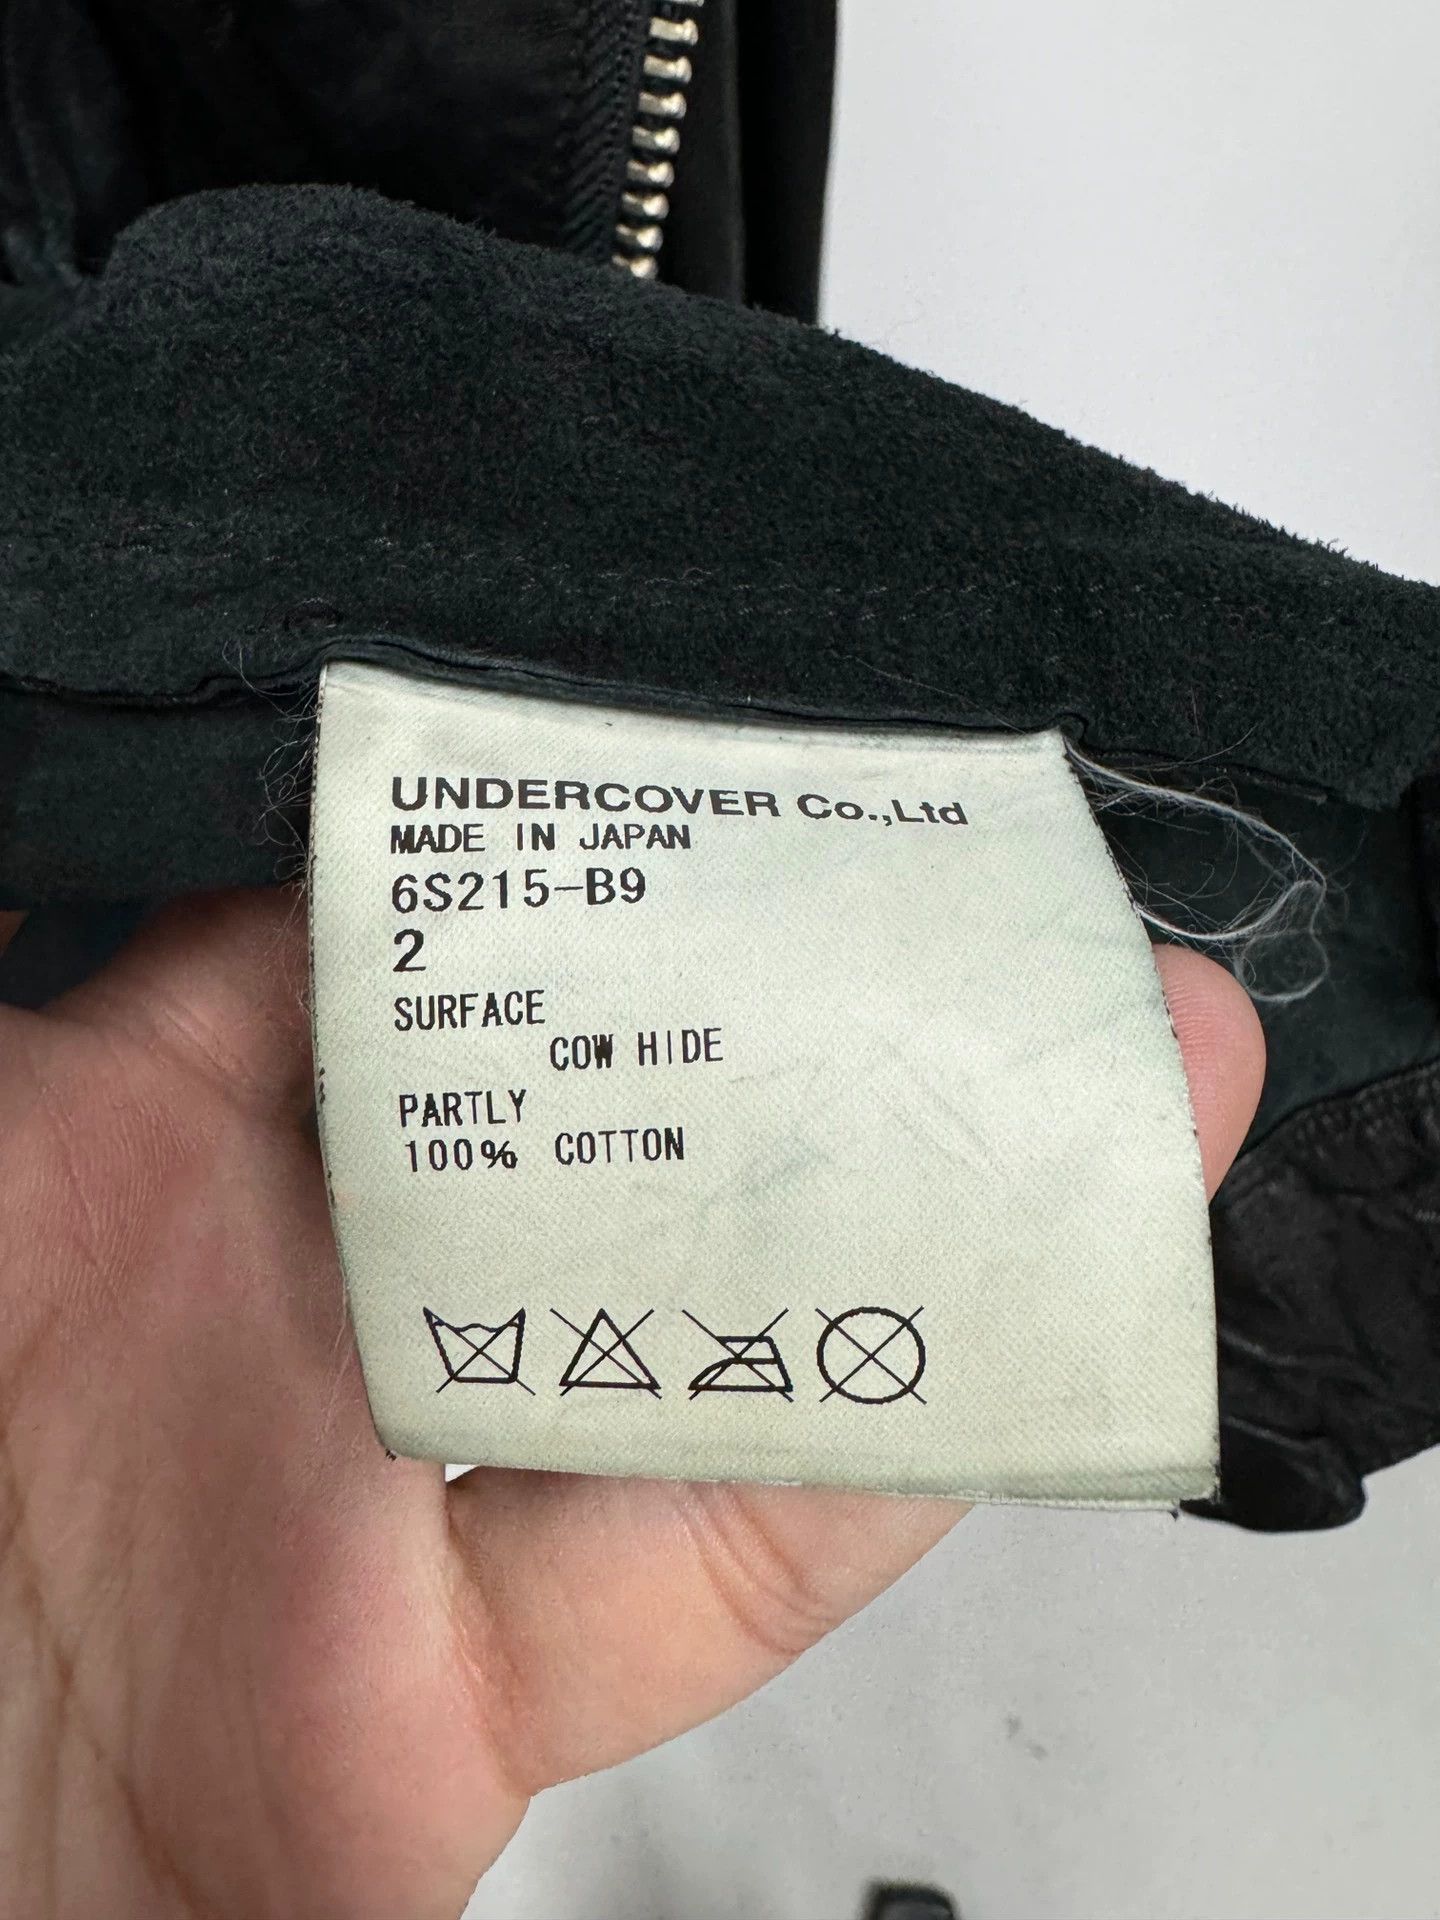 UNDERCOVER Co.,Ltd
MADE IN JAPAN
6S215-B9
2
SURFACE
COW HIDE
PARTLY
100% COTTON